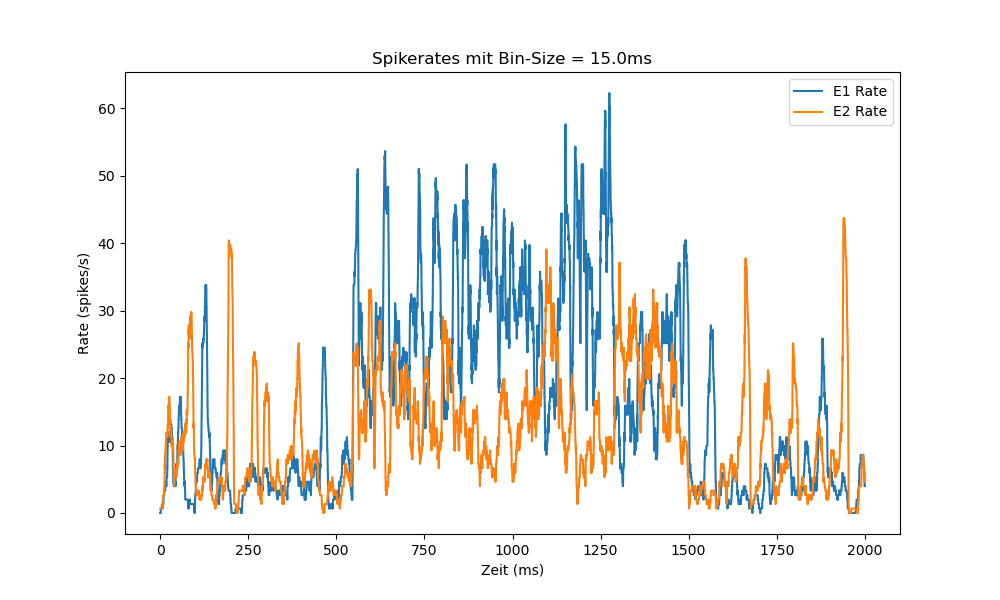 Spikerates mit Bin-Size = 15.0ms
E1 Rate
E2 Rate
Rate (spikes/s)
60
50
40
30
20
10
0
0 250 500 750 1000 1250 1500 1750 2000
Zeit (ms)